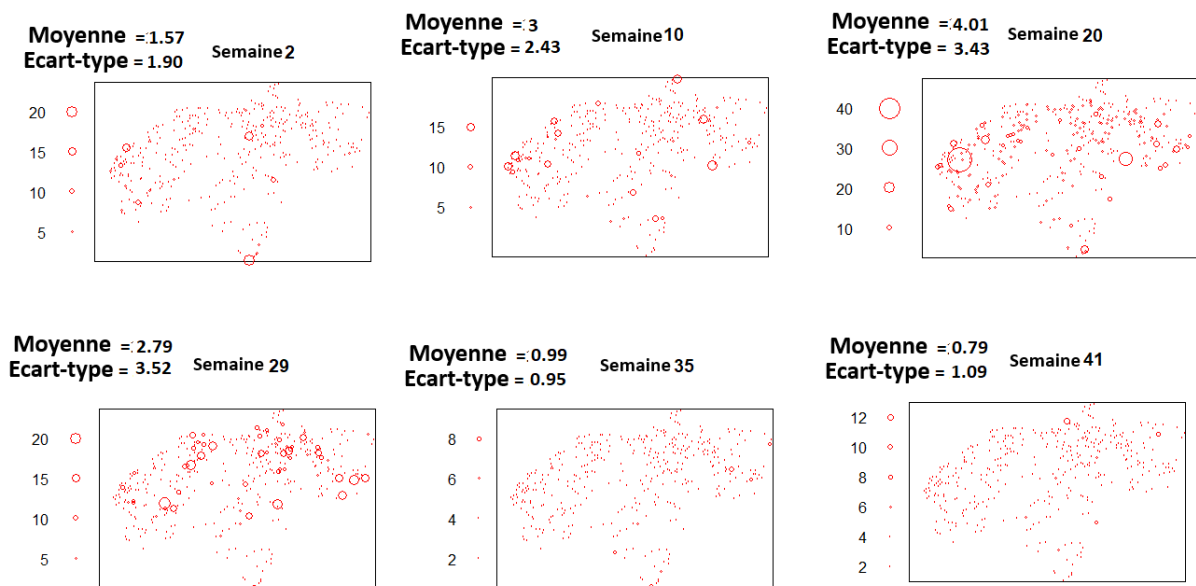 Moyenne = 1.57
Ecart-type = 1.90
Semaine 2
20
15
10
5
Moyenne = 3
Ecart-type = 2.43
Semaine 10
15
10
5
Moyenne = 4.01
Ecart-type = 3.43
Semaine 20
40
30
20
10
Moyenne = 2.79
Ecart-type = 3.52
Semaine 29
20
15
10
5
Moyenne = 0.99
Ecart-type = 0.95
Semaine 35
8
6
4
2
Moyenne = 0.79
Ecart-type = 1.09
Semaine 41
12
10
8
6
4
2